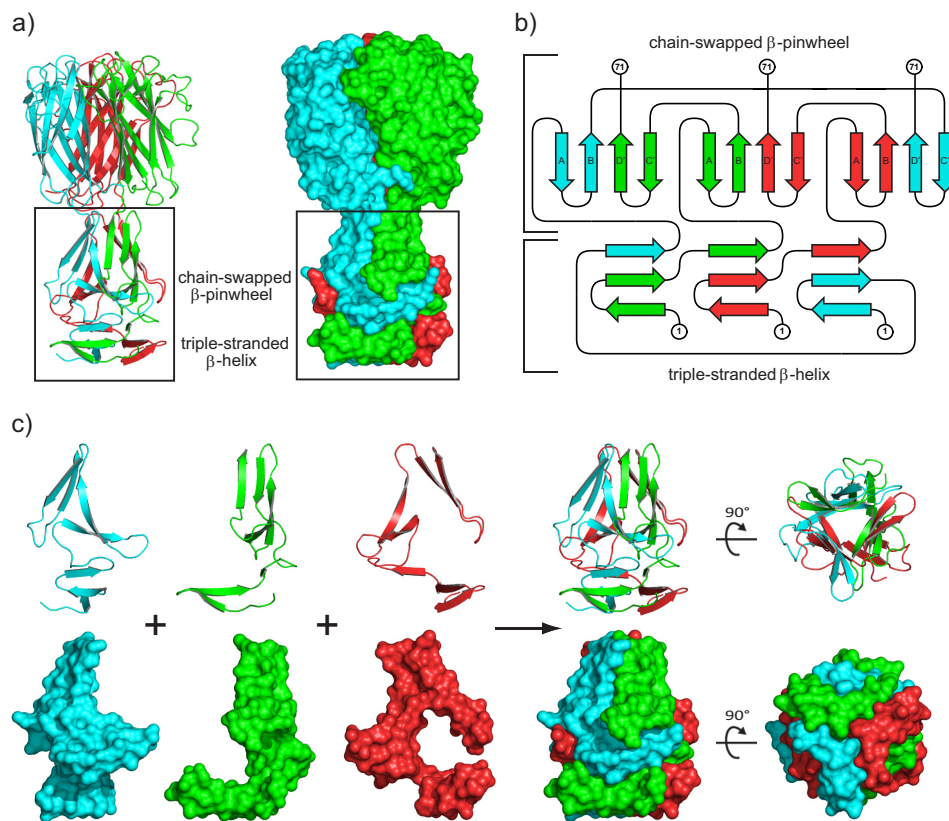 a)
chain-swapped
β-pinwheel
triple-stranded
β-helix
b)
chain-swapped β-pinwheel
71 71 71
A B D' C' A B D' C' A B D' C'
1 1 1
triple-stranded β-helix
c)
90°
+ +
90°